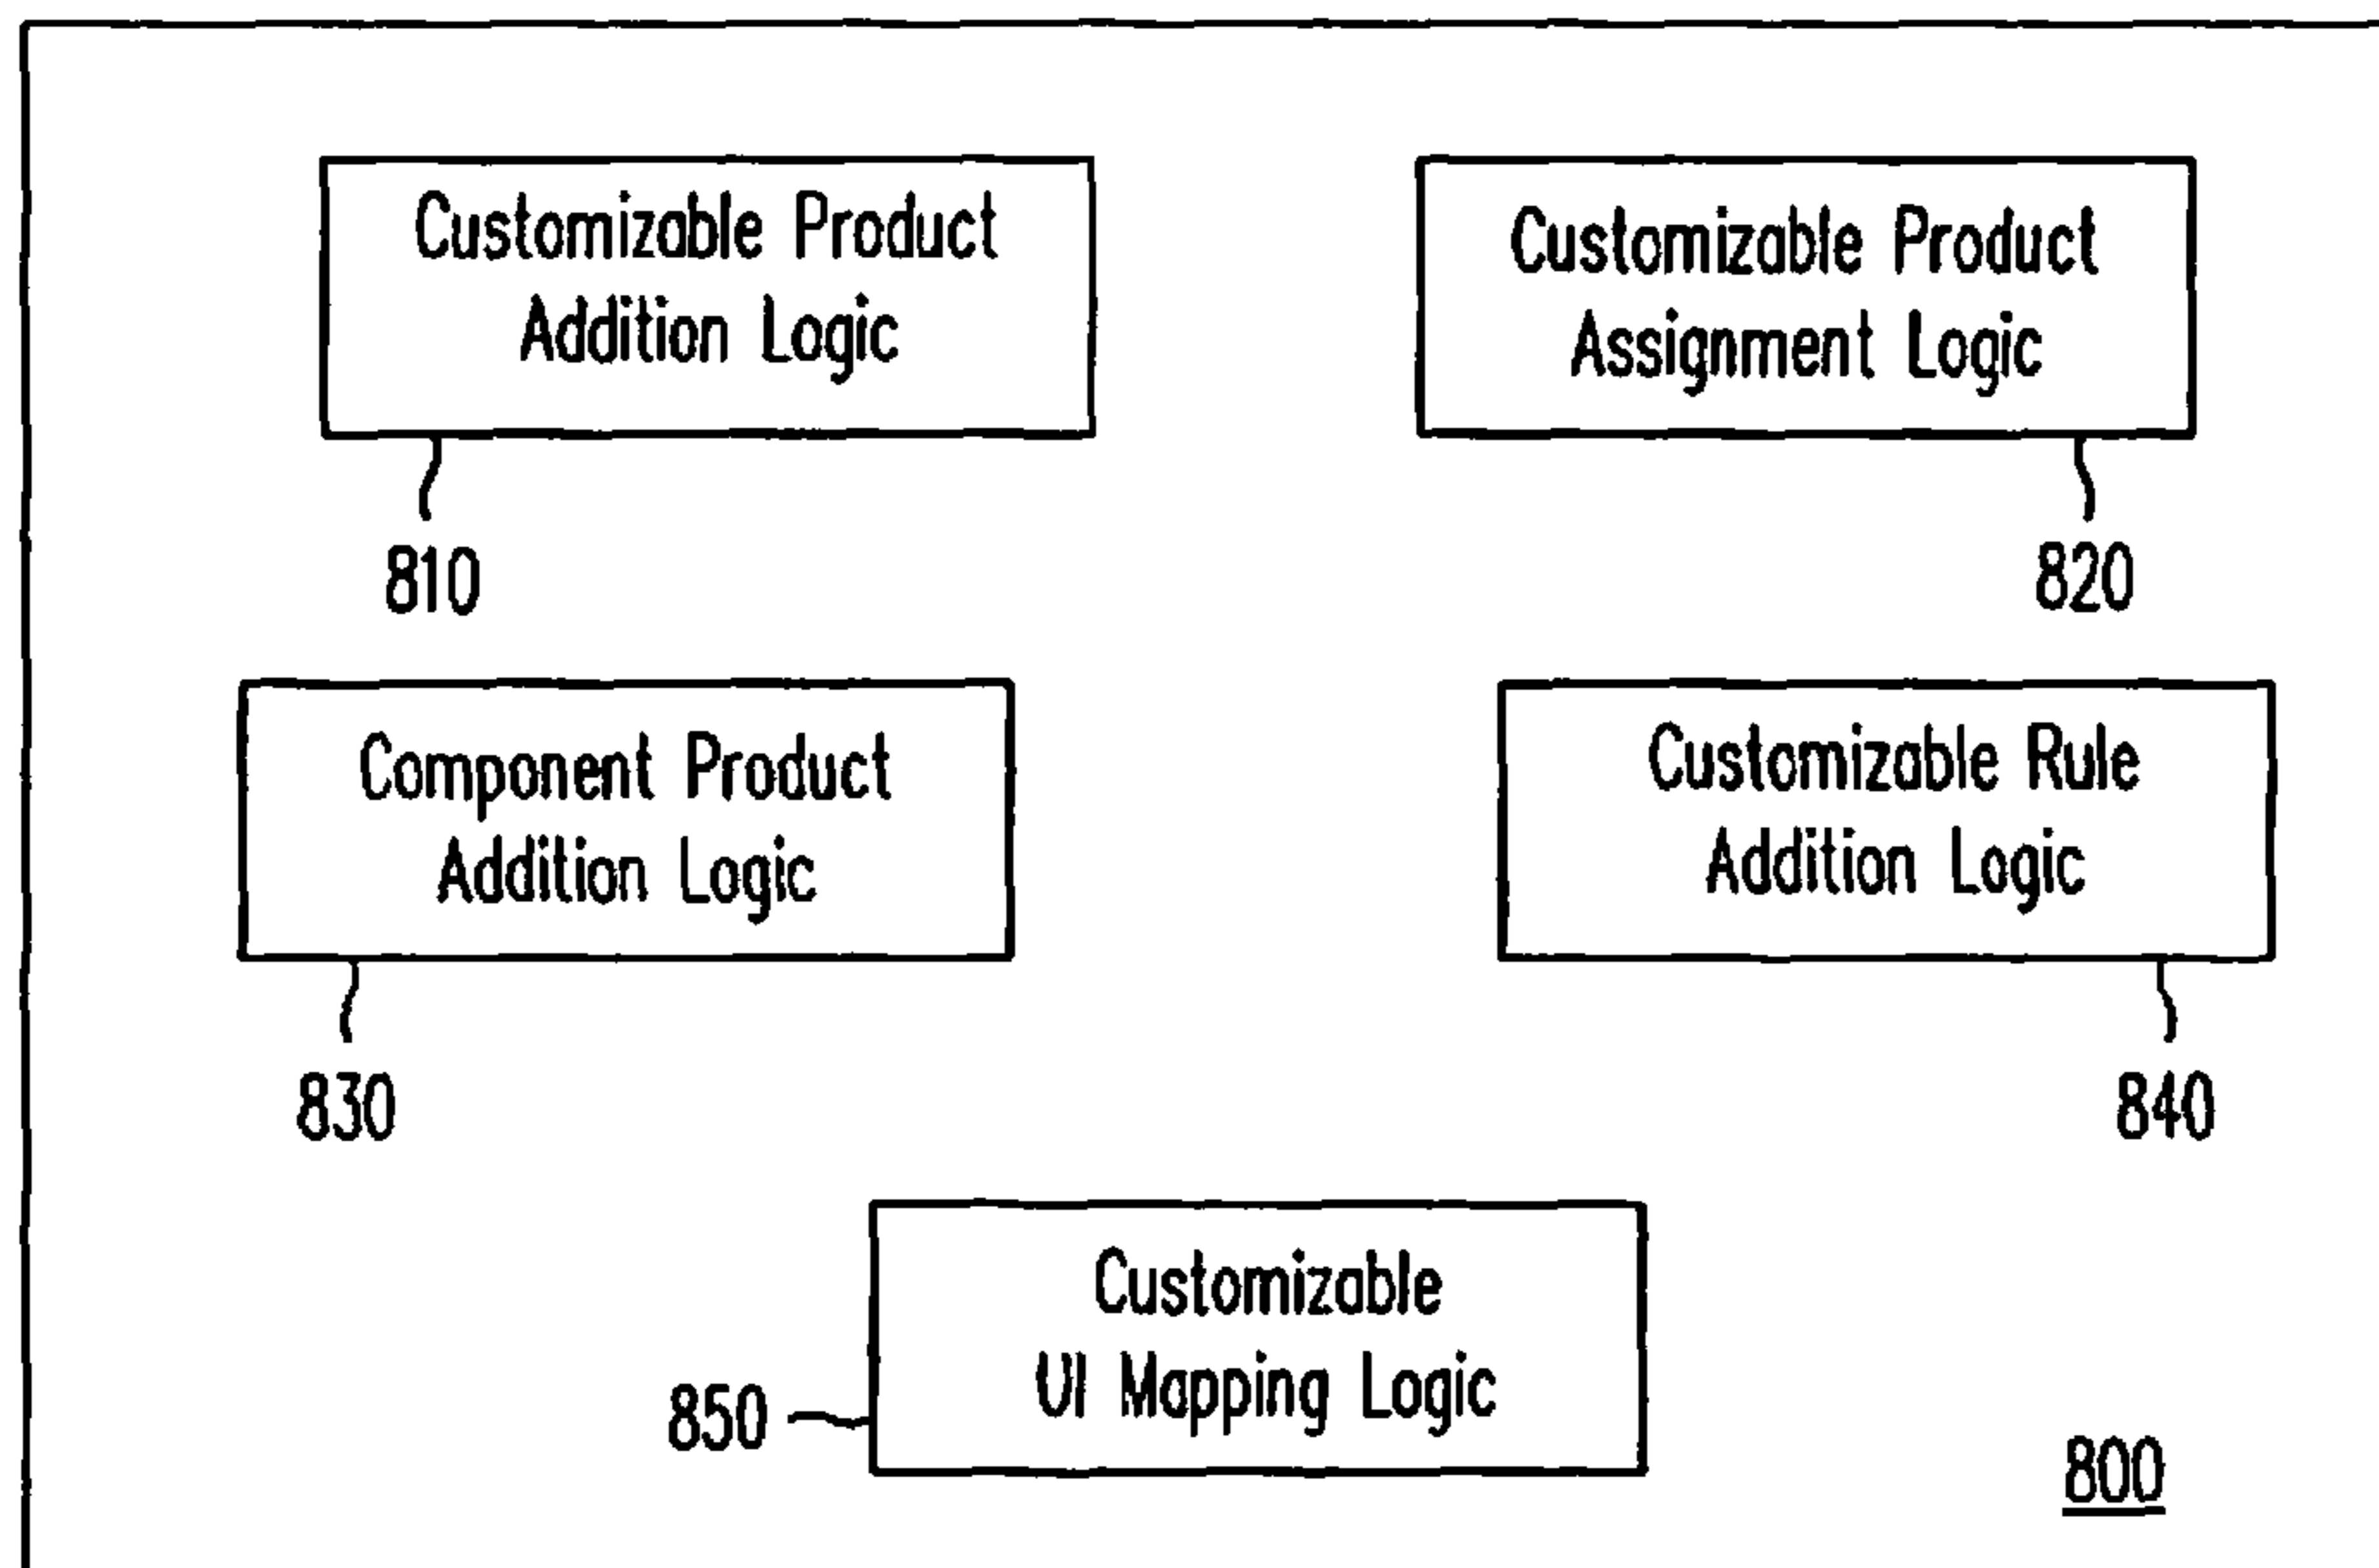 Customizable Product
Addition Logic
810
Customizable Product
Assignment Logic
820
Component Product
Addition Logic
830
Customizable Rule
Addition Logic
840
Customizable
UI Mapping Logic
850
800